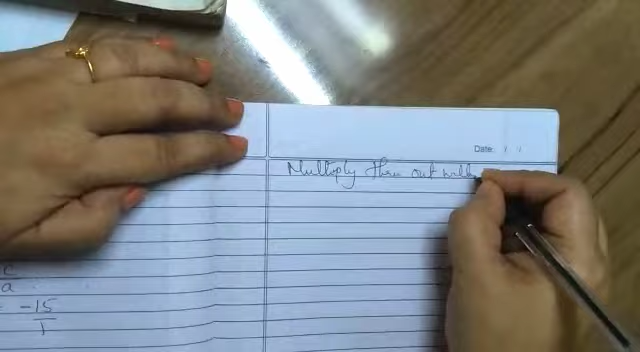 Date: / /
Multiply them out with
c
a
= -15
1